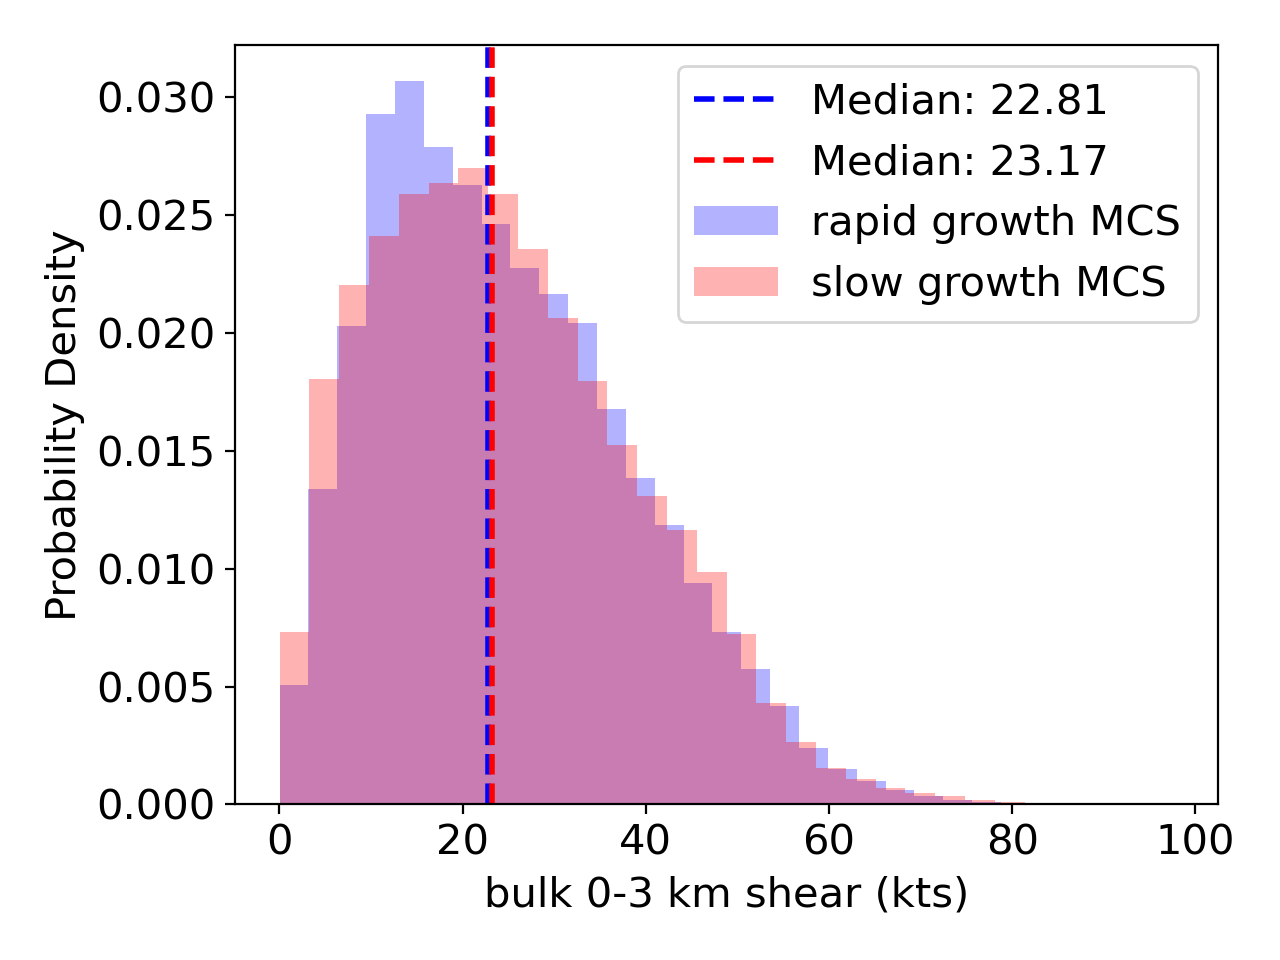 0.030
0.025
0.020
0.015
0.010
0.005
0.000
Probability Density
0 20 40 60 80 100
bulk 0-3 km shear (kts)
Median: 22.81
Median: 23.17
rapid growth MCS
slow growth MCS